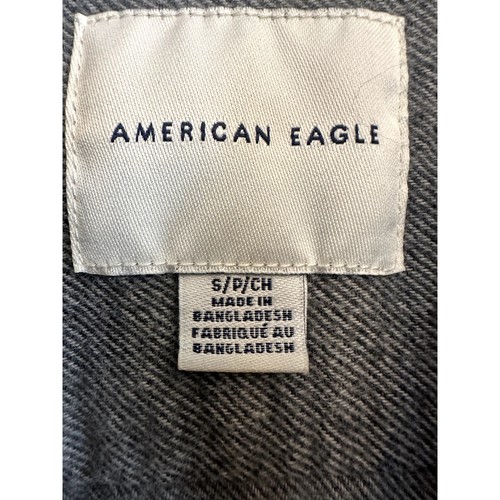 AMERICAN EAGLE
S/P/CH
MADE IN
BANGLADESH
FABRIQUÉ AU
BANGLADESH